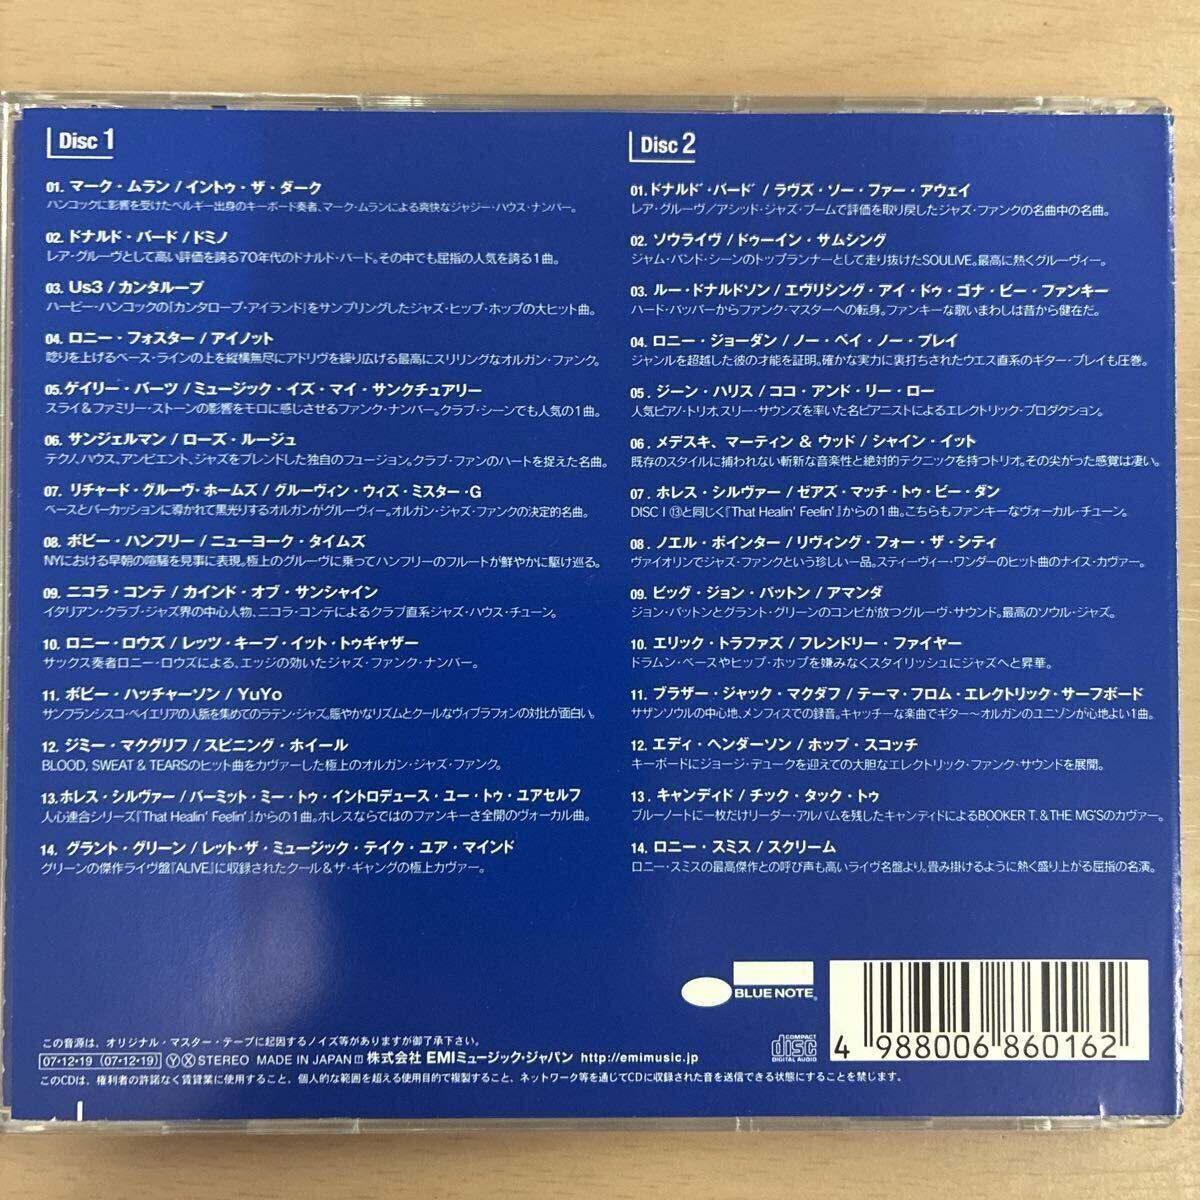 Disc 1
01. マーク・ムラン / イントゥ・ザ・ダーク
ハンコックに影響を受けたベルギー出身のキーボード奏者、マーク・ムランによる爽快なジャジー・ハウス・ナンバー。
02. ドナルド・バード / ドミノ
レア・グルーヴとして高い評価を誇る70年代のドナルド・バード。その中でも屈指の人気を誇る1曲。
03. Us3 / カンタループ
ハービー・ハンコックの『カンタロープ・アイランド』をサンプリングしたジャズ・ヒップ・ホップの大ヒット曲。
04. ロニー・フォスター / アイノット
唸りを上げるベース・ラインの上を縦横無尽にアドリヴを繰り広げる最高にスリリングなオルガン・ファンク。
05. ゲイリー・バーツ / ミュージック・イズ・マイ・サンクチュアリー
スライ&ファミリー・ストーンの影響をモロに感じさせるファンク・ナンバー。クラブ・シーンでも人気の1曲。
06. サンジェルマン / ローズ・ルージュ
テクノ、ハウス、アンビエント、ジャズをブレンドした独自のフュージョン。クラブ・ファンのハートを捉えた名曲。
07. リチャード・グルーヴ・ホームズ / グルーヴィン・ウィズ・ミスター・G
ベースとパーカッションに導かれて黒光りするオルガンがグルーヴィー。オルガン・ジャズ・ファンクの決定的名曲。
08. ボビー・ハンフリー / ニューヨーク・タイムズ
NYにおける早朝の喧騒を見事に表現。極上のグルーヴに乗ってハンフリーのフルートが鮮やかに駆け巡る。
09. ニコラ・コンテ / カインド・オブ・サンシャイン
イタリアン・クラブ・ジャズ界の中心人物、ニコラ・コンテによるクラブ直系ジャズ・ハウス・チューン。
10. ロニー・ロウズ / レッツ・キープ・イット・トゥギャザー
サックス奏者ロニー・ロウズによる、エッジの効いたジャズ・ファンク・ナンバー。
11. ボビー・ハッチャーソン / YuYo
サンフランシスコ・ベイエリアの人脈を集めてのラテン・ジャズ。賑やかなリズムとクールなヴィブラフォンの対比が面白い。
12. ジミー・マクグリフ / スピニング・ホイール
BLOOD, SWEAT & TEARSのヒット曲をカヴァーした極上のオルガン・ジャズ・ファンク。
13. ホレス・シルヴァー / パーミット・ミー・トゥ・イントロデュース・ユー・トゥ・ユアセルフ
人心連合シリーズ『That Healin' Feelin'』からの1曲。ホレスならではのファンキーさ全開のヴォーカル曲。
14. グラント・グリーン / レット・ザ・ミュージック・テイク・ユア・マインド
グリーンの傑作ライヴ盤『ALIVE』に収録されたクール&ザ・ギャングの極上カヴァー。
Disc 2
01. ドナルド・バード / ラヴズ・ソー・ファー・アウェイ
レア・グルーヴ/アシッド・ジャズ・ブームで評価を取り戻したジャズ・ファンクの名曲中の名曲。
02. ソウライヴ / ドゥーイン・サムシング
ジャム・バンド・シーンのトップランナーとして走り抜けたSOULIVE。最高に熱くグルーヴィー。
03. ルー・ドナルドソン / エヴリシング・アイ・ドゥ・ゴナ・ビー・ファンキー
ハード・バッパーからファンク・マスターへの転身。ファンキーな歌いまわしは昔から健在だ。
04. ロニー・ジョーダン / ノー・ペイ・ノー・プレイ
ジャンルを超越した彼の才能を証明。確かな実力に裏打ちされたウエス直系のギター・プレイも圧巻。
05. ジーン・ハリス / ココ・アンド・リー・ロー
人気ピアノ・トリオ、スリー・サウンズを率いた名ピアニストによるエレクトリック・プロダクション。
06. メデスキ、マーティン & ウッド / シャイン・イット
既存のスタイルに捕われない斬新な音楽性と絶対的テクニックを持つトリオ。その尖がった感覚は凄い。
07. ホレス・シルヴァー / ゼアズ・マッチ・トゥ・ビー・ダン
DISC I ⑬と同じく『That Healin' Feelin'』からの1曲。こちらもファンキーなヴォーカル・チューン。
08. ノエル・ポインター / リヴィング・フォー・ザ・シティ
ヴァイオリンでジャズ・ファンクという珍しい一品。スティーヴィー・ワンダーのヒット曲のナイス・カヴァー。
09. ビッグ・ジョン・パットン / アマンダ
ジョン・パットンとグラント・グリーンのコンビが放つグルーヴ・サウンド。最高のソウル・ジャズ。
10. エリック・トラファズ / フレンドリー・ファイヤー
ドラムン・ベースやヒップ・ホップを嫌みなくスタイリッシュにジャズへと昇華。
11. ブラザー・ジャック・マクダフ / テーマ・フロム・エレクトリック・サーフボード
サザンソウルの中心地、メンフィスでの録音。キャッチーな楽曲でギター~オルガンのユニゾンが心地よい1曲。
12. エディ・ヘンダーソン / ホップ・スコッチ
キーボードにジョージ・デュークを迎えての大胆なエレクトリック・ファンク・サウンドを展開。
13. キャンディド / チック・タック・トゥ
ブルーノートに一枚だけリーダー・アルバムを残したキャンディドによるBOOKER T. & THE MG'Sのカヴァー。
14. ロニー・スミス / スクリーム
ロニー・スミスの最高傑作との呼び声も高いライヴ名盤より。畳み掛けるように熱く盛り上がる屈指の名演。
BLUE NOTE
この音源は、オリジナル・マスター・テープに起因するノイズ等がありますが御了承下さい。
07・12・19 (07・12・19) Ⓨ Ⓧ STEREO MADE IN JAPAN 株式会社 EMIミュージック・ジャパン http://emimusic.jp
COMPACT disc DIGITAL AUDIO
4 988006 860162
このCDは、権利者の許諾なく賃貸業に使用すること、個人的な範囲を超える使用目的で複製すること、ネットワーク等を通じてCDに収録された音を送信できる状態にすることを禁じます。